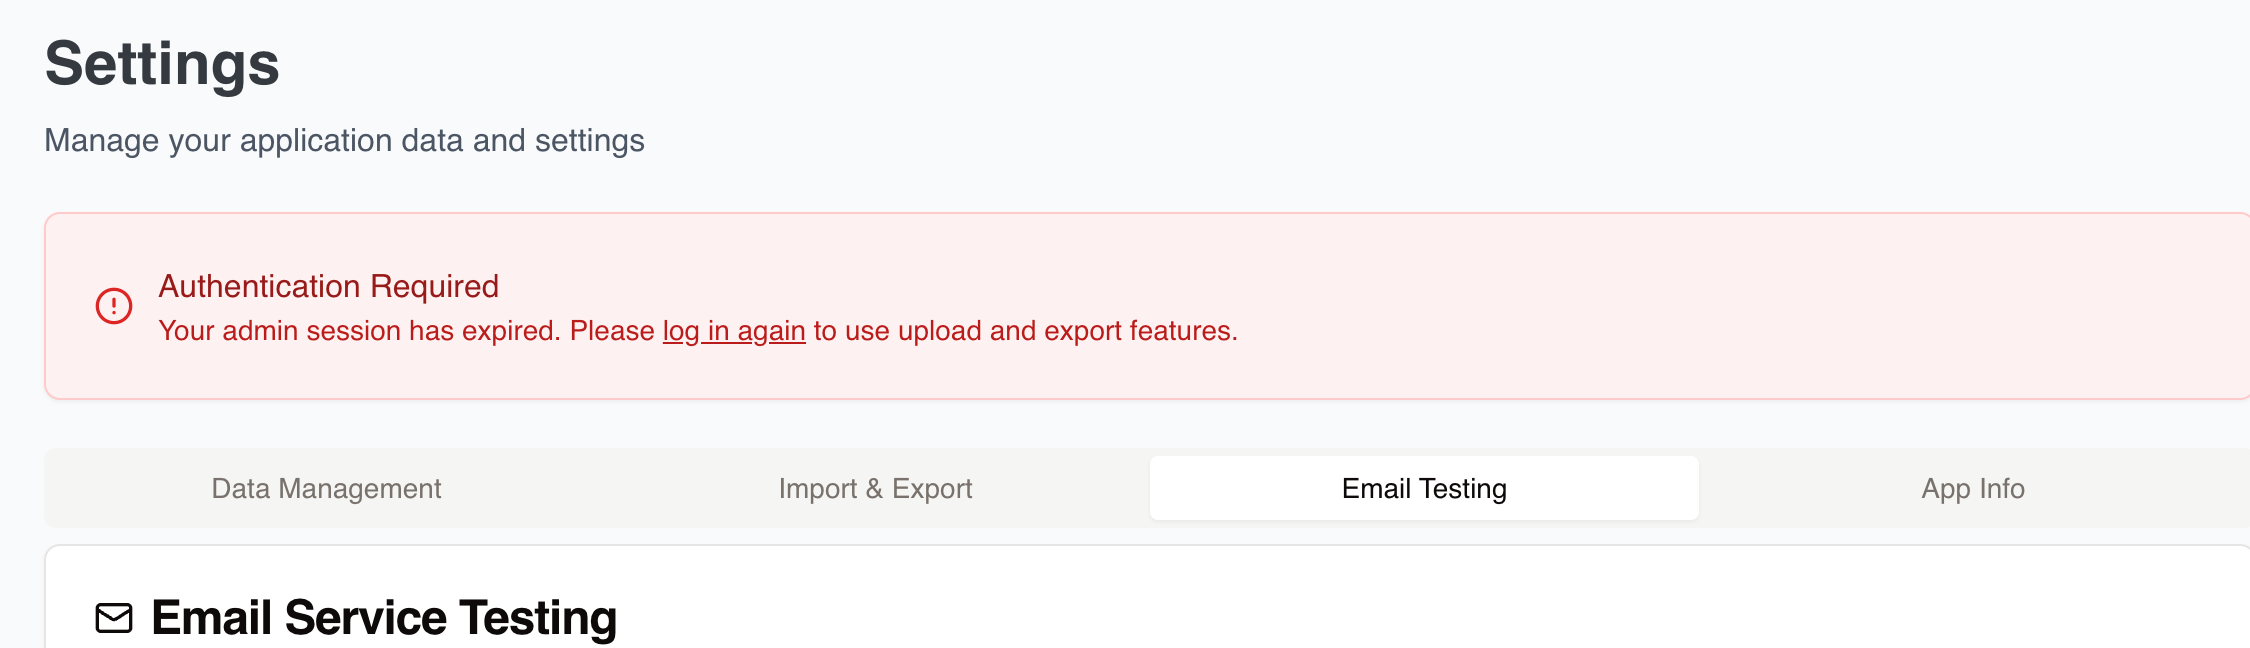 Settings
Manage your application data and settings
Authentication Required
Your admin session has expired. Please log in again to use upload and export features.
Data Management
Import & Export
Email Testing
App Info
Email Service Testing